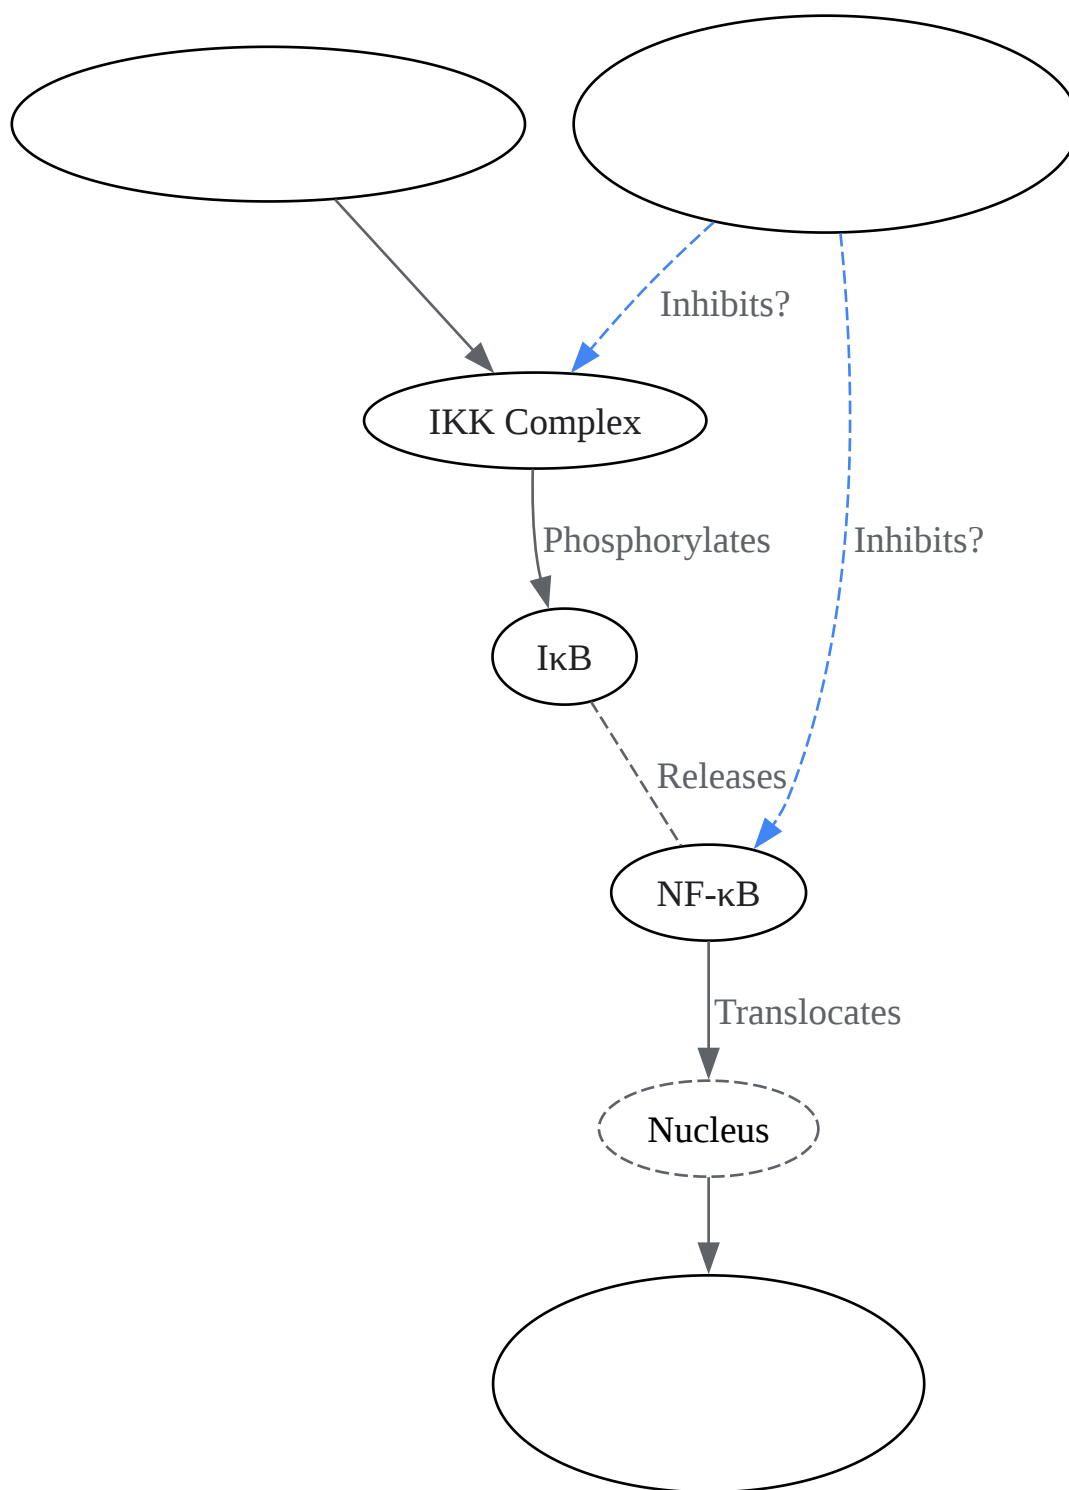 Inhibits?
IKK Complex
Phosphorylates
Inhibits?
IκB
Releases
NF-κB
Translocates
Nucleus